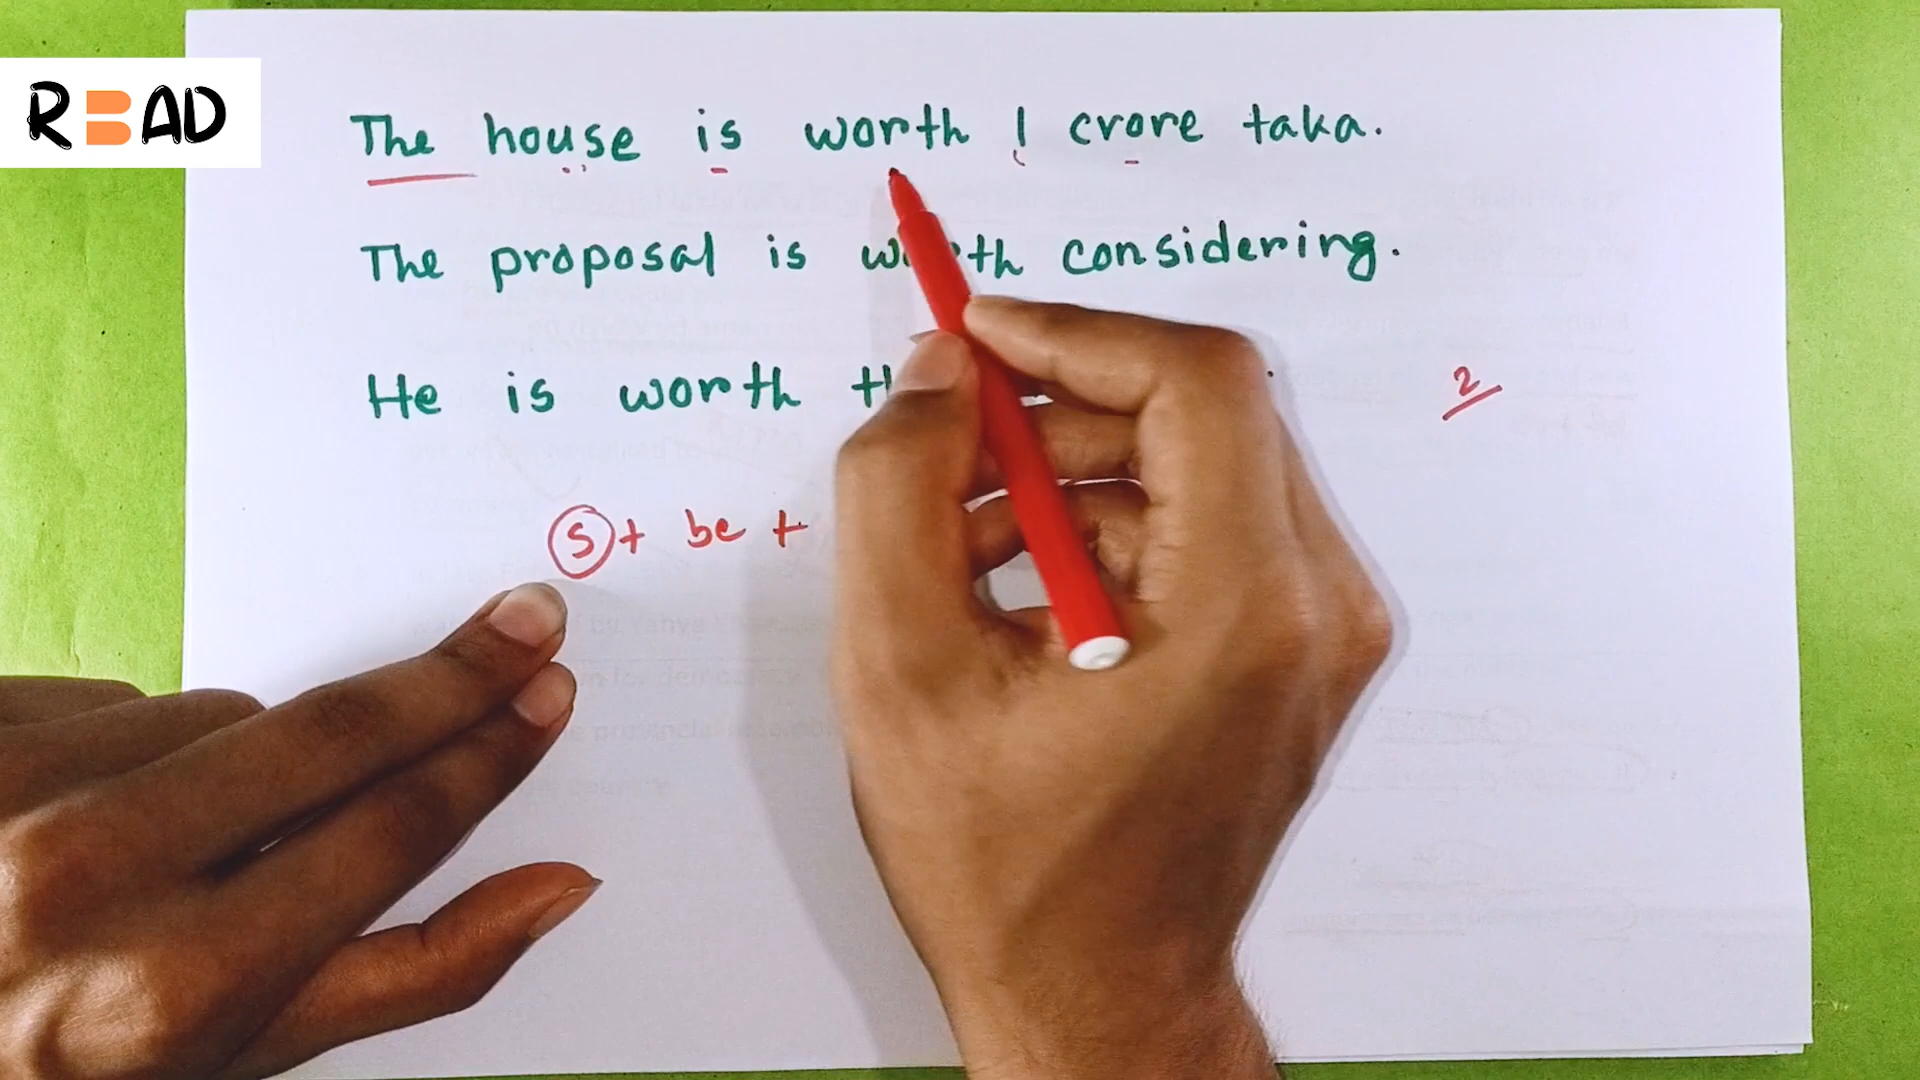 READ
The house is worth 1 crore taka.
The proposal is worth considering.
He is worth
2
S + be +